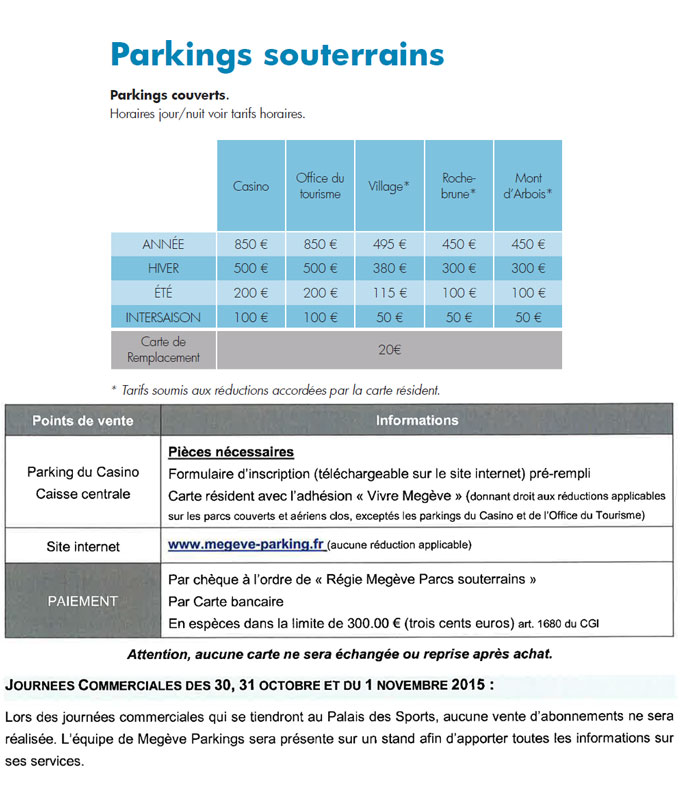 Parkings souterrains
Parkings couverts.
Horaires jour/nuit voir tarifs horaires.
Casino Office du tourisme Village* Roche-brune* Mont d'Arbois*
ANNÉE 850 € 850 € 495 € 450 € 450 €
HIVER 500 € 500 € 380 € 300 € 300 €
ÉTÉ 200 € 200 € 115 € 100 € 100 €
INTERSAISON 100 € 100 € 50 € 50 € 50 €
Carte de Remplacement 20€
* Tarifs soumis aux réductions accordées par la carte résident.
Points de vente Informations
Parking du Casino
Caisse centrale
Pièces nécessaires
Formulaire d'inscription (téléchargeable sur le site internet) pré-rempli
Carte résident avec l'adhésion « Vivre Megève » (donnant droit aux réductions applicables
sur les parcs couverts et aériens clos, exceptés les parkings du Casino et de l'Office du Tourisme)
Site internet www.megeve-parking.fr (aucune réduction applicable)
PAIEMENT
Par chèque à l'ordre de « Régie Megève Parcs souterrains »
Par Carte bancaire
En espèces dans la limite de 300.00 € (trois cents euros) art. 1680 du CGI
Attention, aucune carte ne sera échangée ou reprise après achat.
JOURNEES COMMERCIALES DES 30, 31 OCTOBRE ET DU 1 NOVEMBRE 2015 :
Lors des journées commerciales qui se tiendront au Palais des Sports, aucune vente d'abonnements ne sera
réalisée. L'équipe de Megève Parkings sera présente sur un stand afin d'apporter toutes les informations sur
ses services.